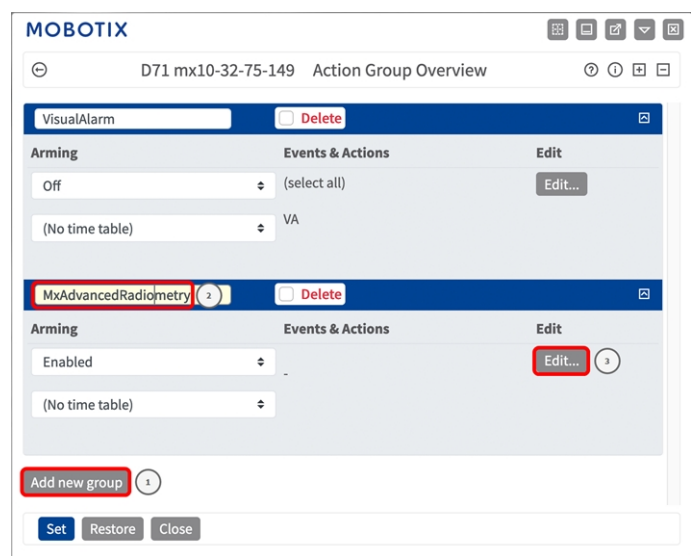 MOBOTIX
D71 mx10-32-75-149 Action Group Overview
VisualAlarm Delete
Arming Events & Actions Edit
Off (select all) Edit...
(No time table) VA
MxAdvancedRadiometry 2 Delete
Arming Events & Actions Edit
Enabled - Edit... 3
(No time table)
Add new group 1
Set Restore Close